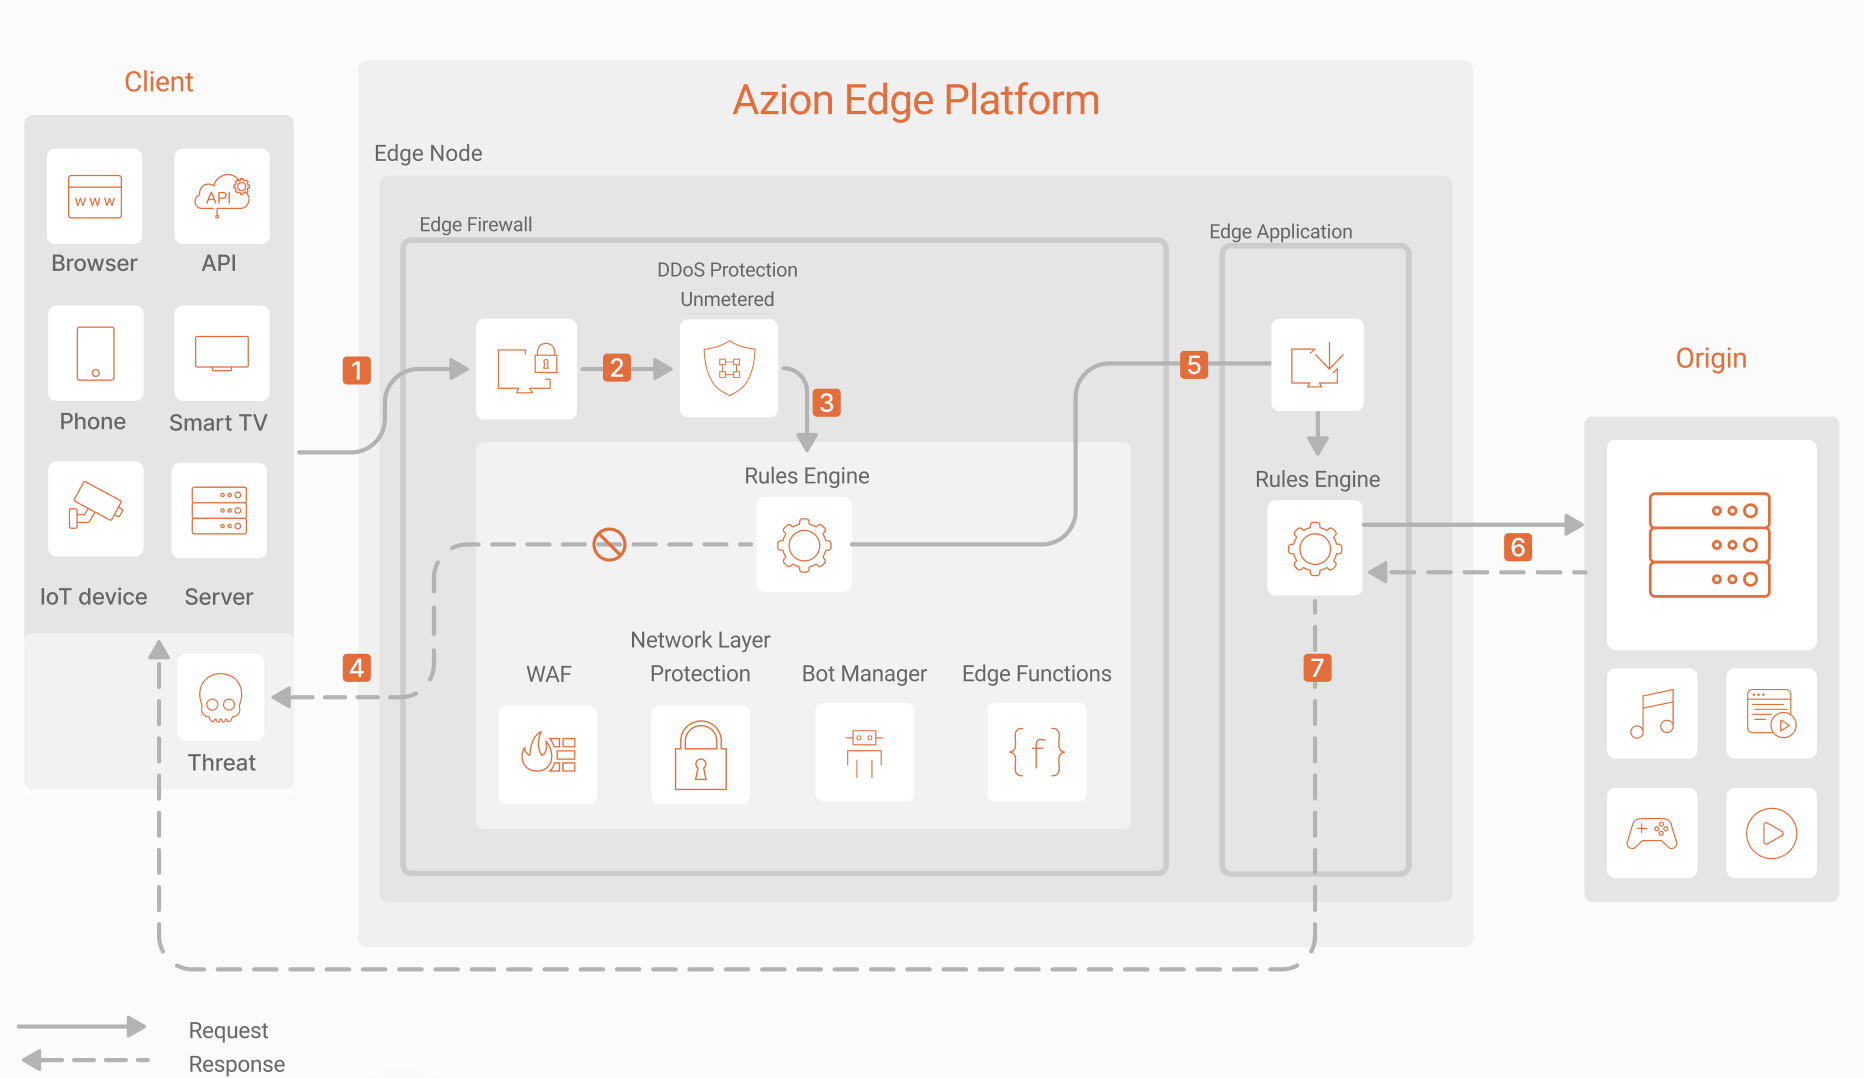 Azion Edge Platform
Client
www
API
Browser
API
Phone
Smart TV
IoT device
Server
Threat
Edge Node
Edge Firewall
DDoS Protection
Unmetered
1
2
3
Rules Engine
4
Network Layer
WAF
Protection
Bot Manager
Edge Functions
{f}
5
Edge Application
Rules Engine
6
7
Origin
Request
Response